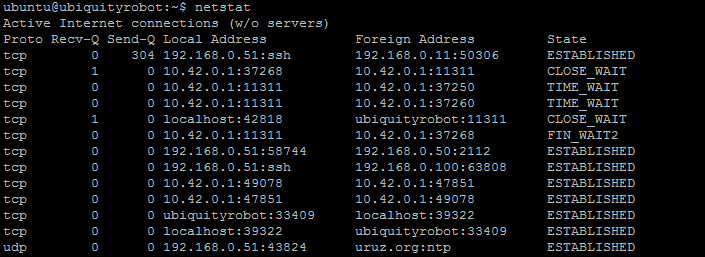 ubuntu@ubiquityrobot:~$ netstat
Active Internet connections (w/o servers)
Proto Recv-Q Send-Q Local Address           Foreign Address         State
tcp        0    304 192.168.0.51:ssh        192.168.0.11:50306      ESTABLISHED
tcp        1      0 10.42.0.1:37268         10.42.0.1:11311         CLOSE_WAIT
tcp        0      0 10.42.0.1:11311         10.42.0.1:37250         TIME_WAIT
tcp        0      0 10.42.0.1:11311         10.42.0.1:37260         TIME_WAIT
tcp        1      0 localhost:42818         ubiquityrobot:11311     CLOSE_WAIT
tcp        0      0 10.42.0.1:11311         10.42.0.1:37268         FIN_WAIT2
tcp        0      0 192.168.0.51:58744      192.168.0.50:2112       ESTABLISHED
tcp        0      0 192.168.0.51:ssh        192.168.0.100:63808     ESTABLISHED
tcp        0      0 10.42.0.1:49078         10.42.0.1:47851         ESTABLISHED
tcp        0      0 10.42.0.1:47851         10.42.0.1:49078         ESTABLISHED
tcp        0      0 ubiquityrobot:33409     localhost:39322         ESTABLISHED
tcp        0      0 localhost:39322         ubiquityrobot:33409     ESTABLISHED
udp        0      0 192.168.0.51:43824      uruz.org:ntp            ESTABLISHED